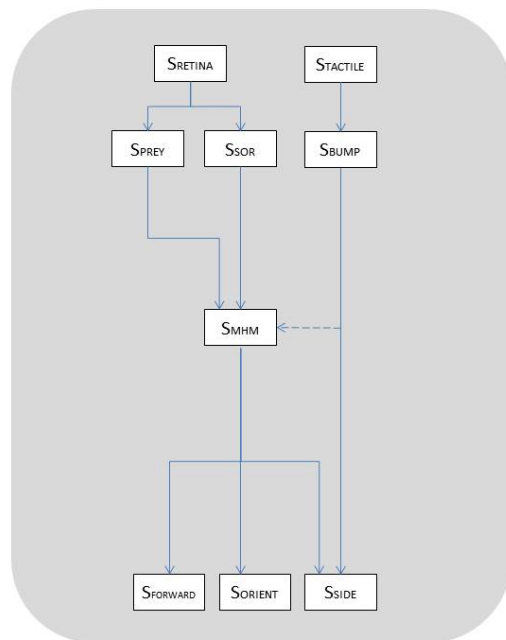 SRETINA
STACTILE
SPREY
SSOR
SBUMP
SMHM
SFORWARD
SORIENT
SSIDE